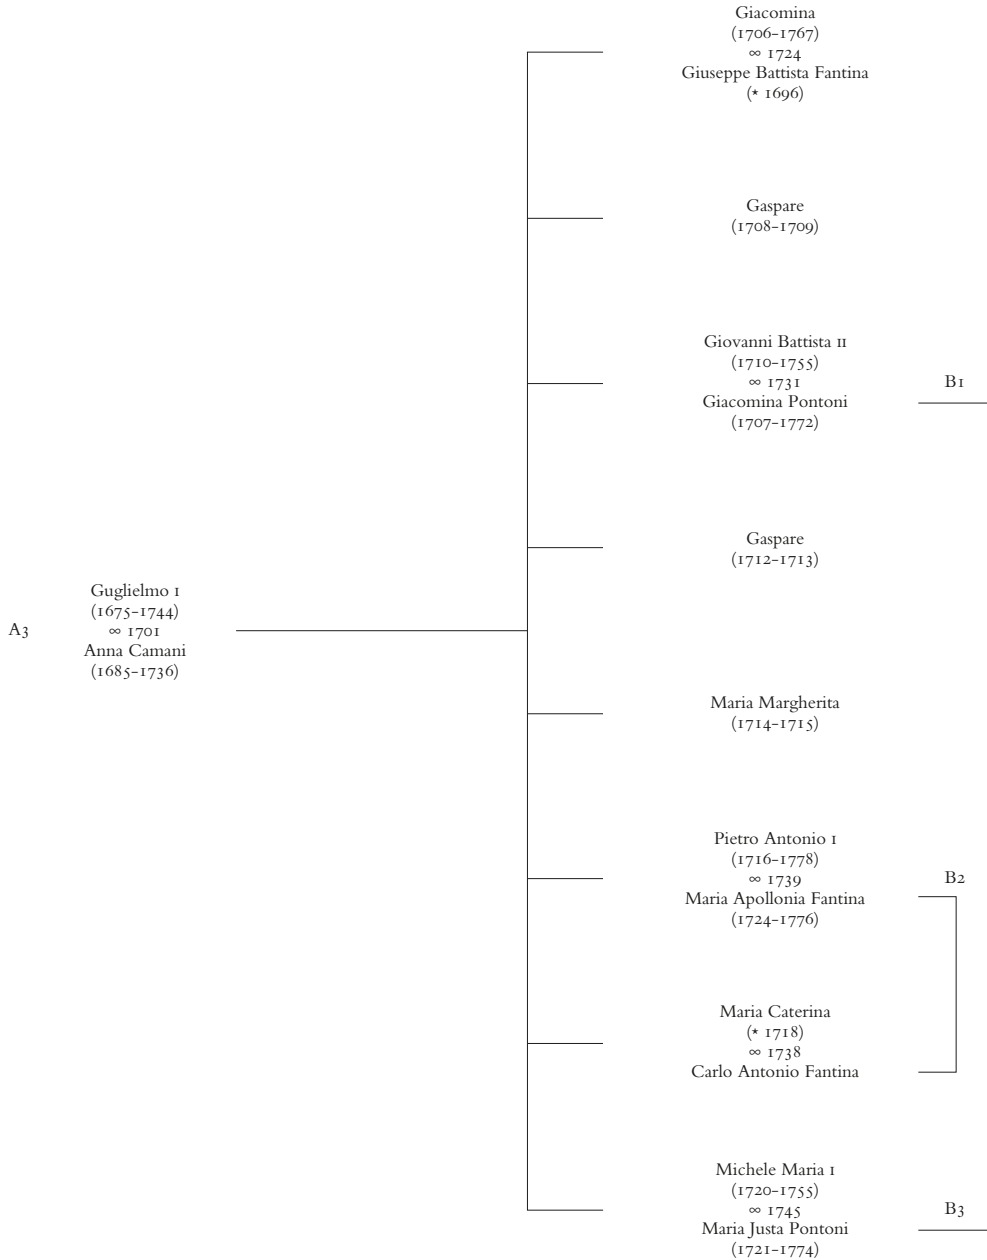 Giacomina
(1706-1767)
∞ 1724
Giuseppe Battista Fantina
(* 1696)
Gaspare
(1708-1709)
Giovanni Battista II
(1710-1755)
∞ 1731
Giacomina Pontoni
(1707-1772)
B1
Gaspare
(1712-1713)
A3
Guglielmo I
(1675-1744)
∞ 1701
Anna Camani
(1685-1736)
Maria Margherita
(1714-1715)
Pietro Antonio I
(1716-1778)
∞ 1739
Maria Apollonia Fantina
(1724-1776)
B2
Maria Caterina
(* 1718)
∞ 1738
Carlo Antonio Fantina
Michele Maria I
(1720-1755)
∞ 1745
Maria Justa Pontoni
(1721-1774)
B3